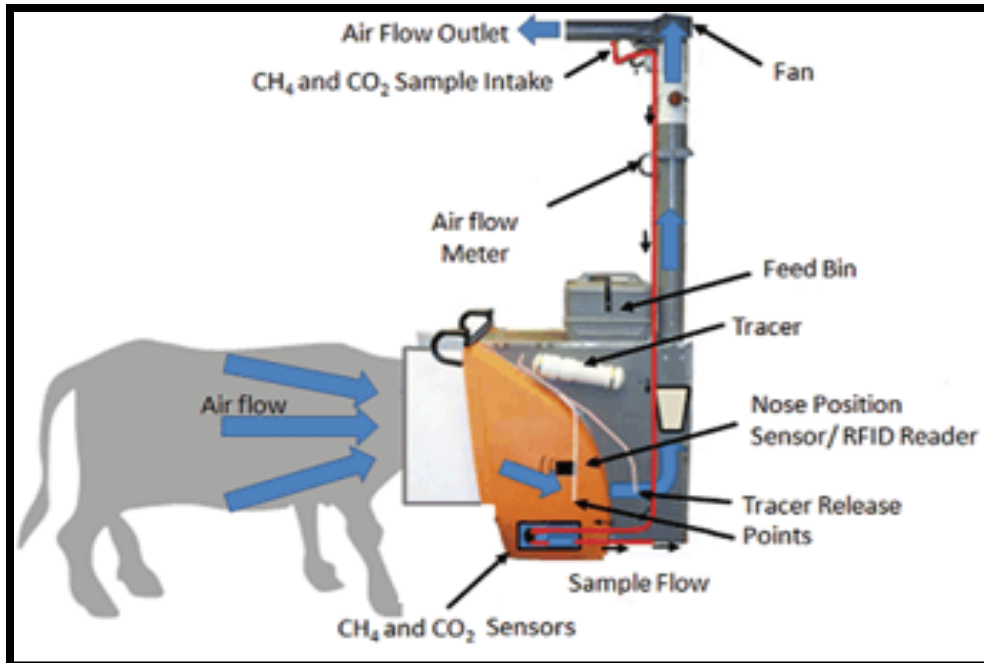 Air Flow Outlet
CH₄ and CO₂ Sample Intake
Fan
Air flow
Meter
Feed Bin
Tracer
Air flow
Nose Position
Sensor/ RFID Reader
Tracer Release
Points
Sample Flow
CH₄ and CO₂ Sensors